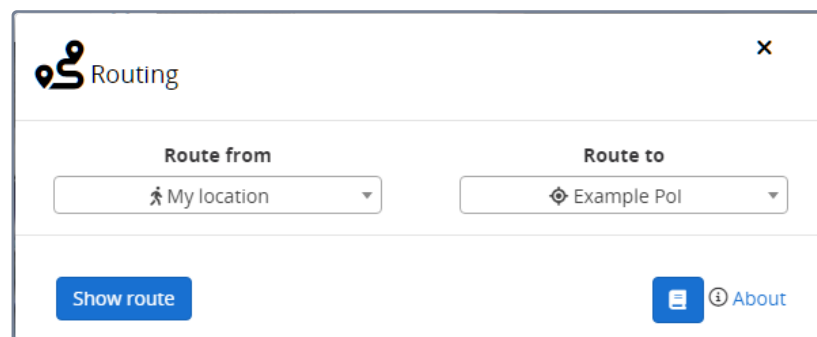 Routing
Route from
Route to
My location
Example PoI
Show route
About